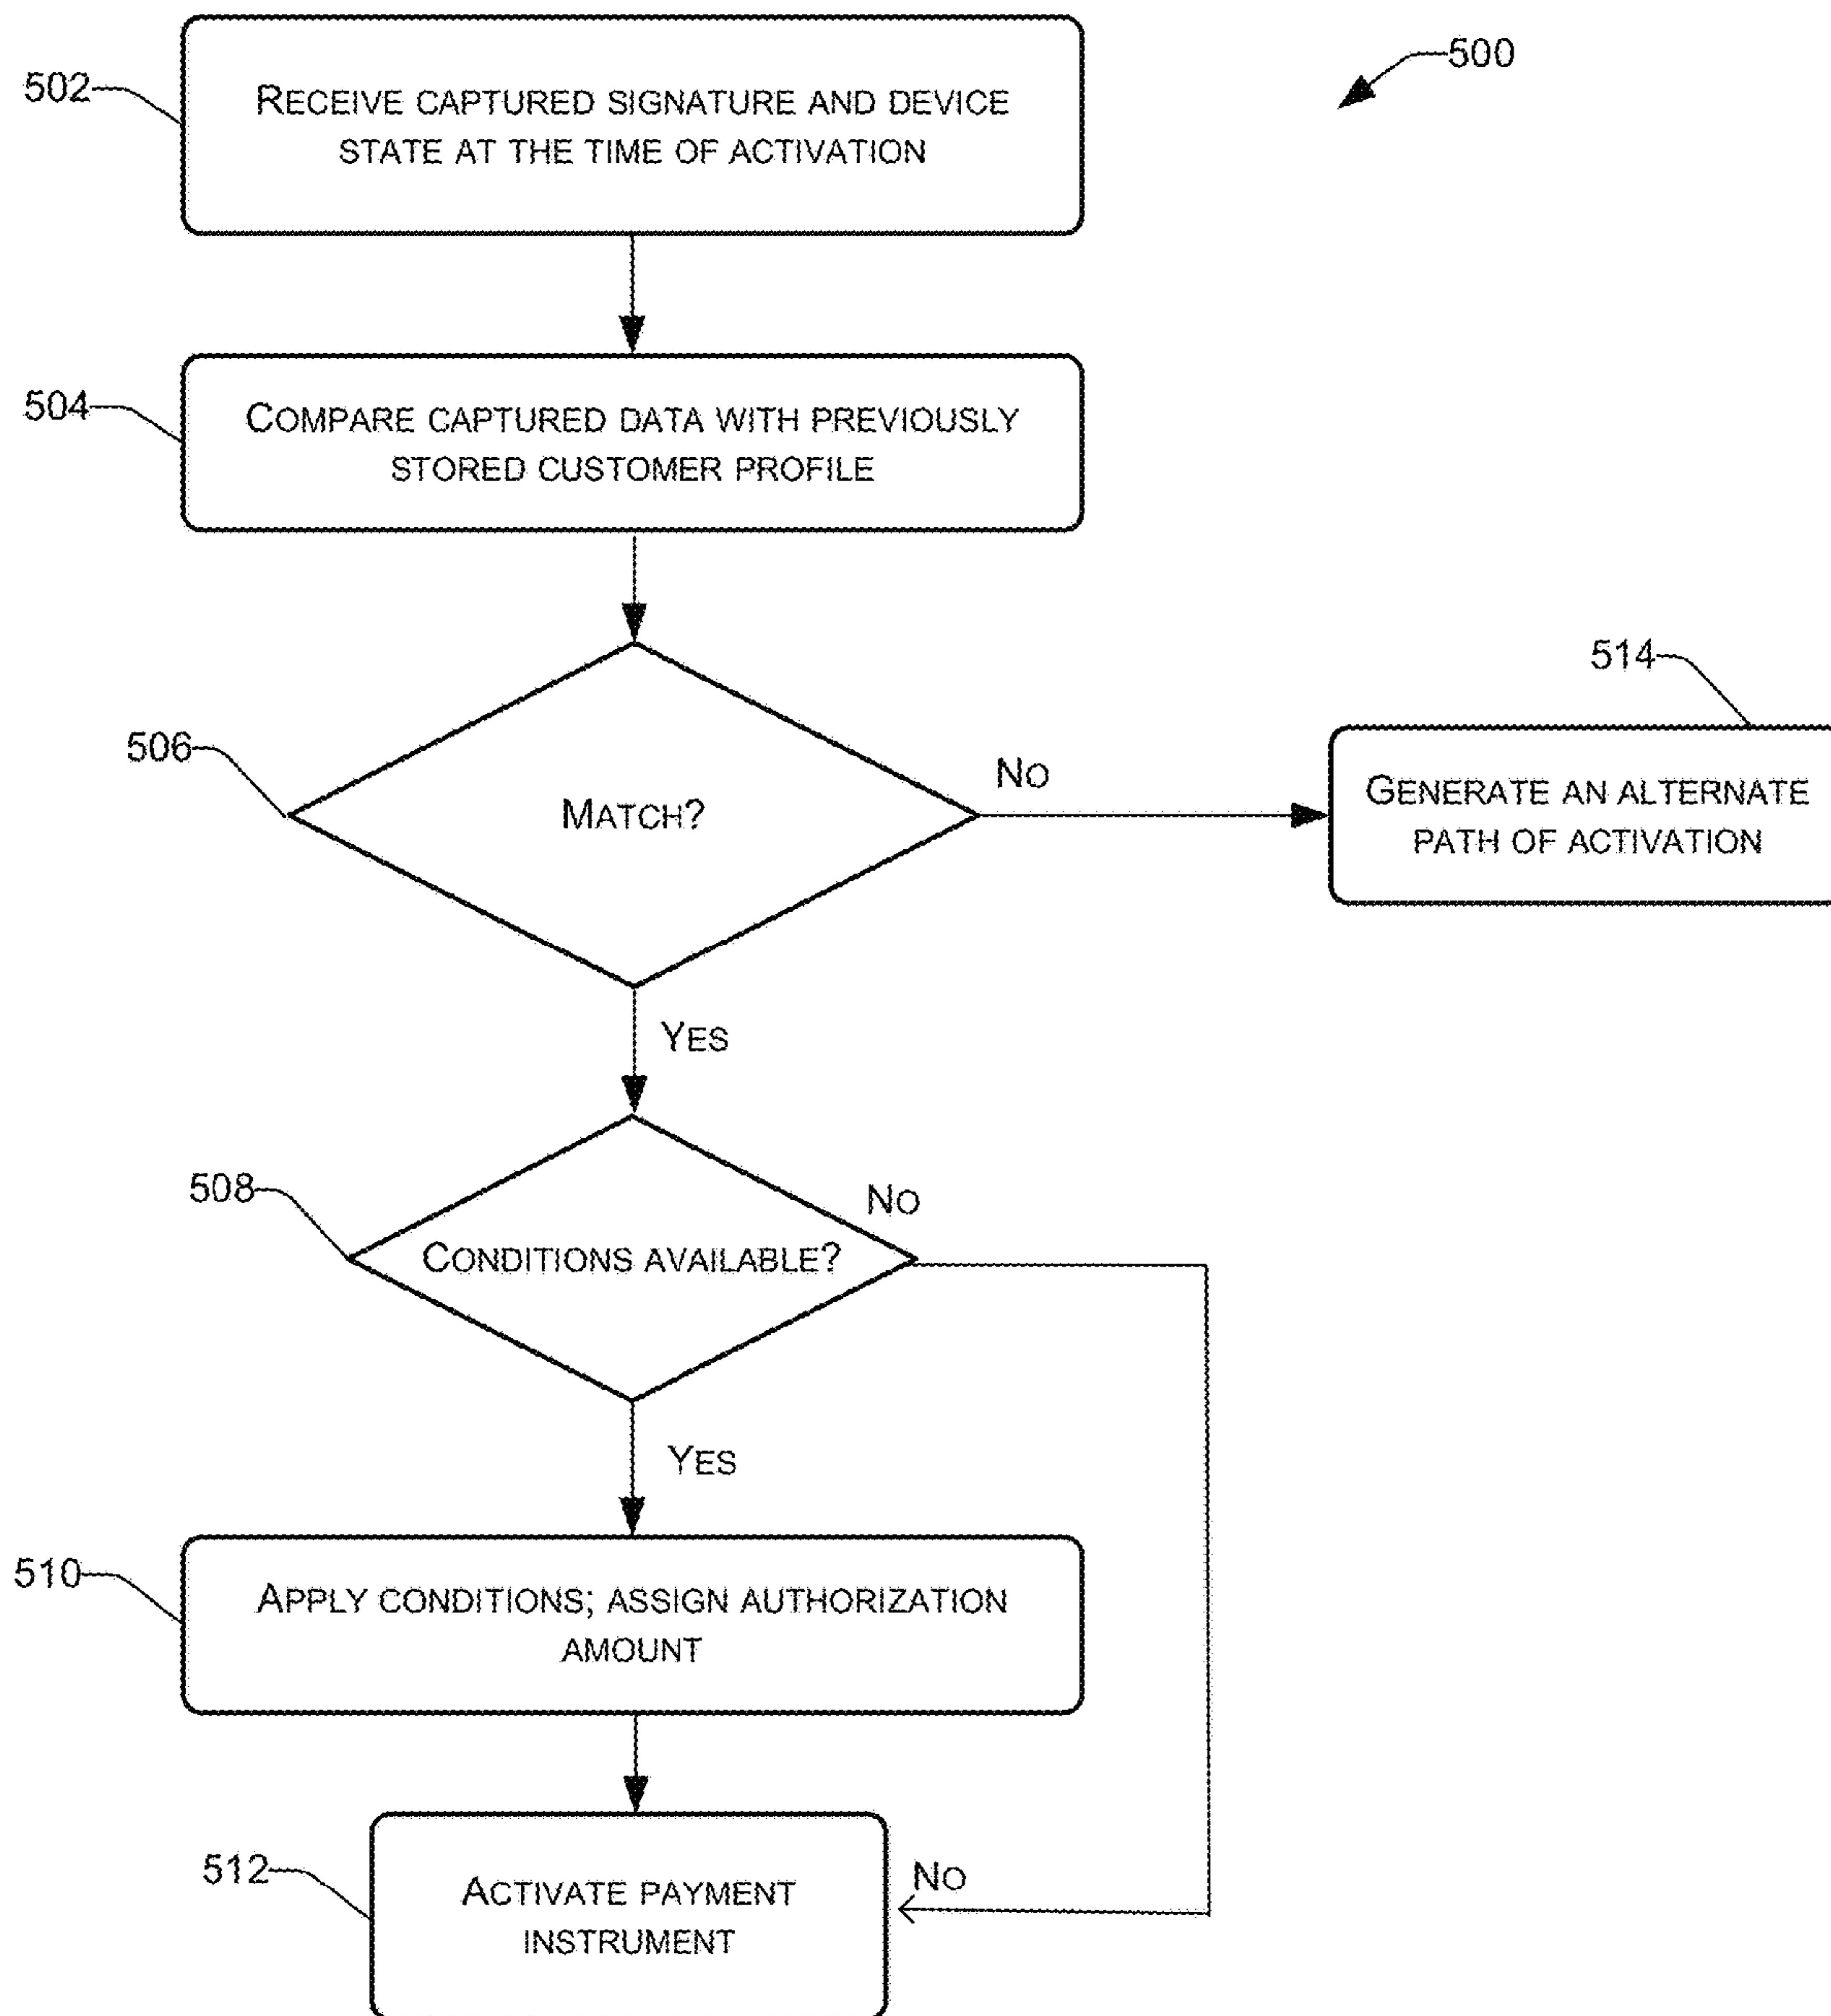 500
502
RECEIVE CAPTURED SIGNATURE AND DEVICE
STATE AT THE TIME OF ACTIVATION
504
COMPARE CAPTURED DATA WITH PREVIOUSLY
STORED CUSTOMER PROFILE
506
MATCH?
NO
514
GENERATE AN ALTERNATE
PATH OF ACTIVATION
YES
508
CONDITIONS AVAILABLE?
NO
YES
510
APPLY CONDITIONS; ASSIGN AUTHORIZATION
AMOUNT
512
ACTIVATE PAYMENT
INSTRUMENT
NO